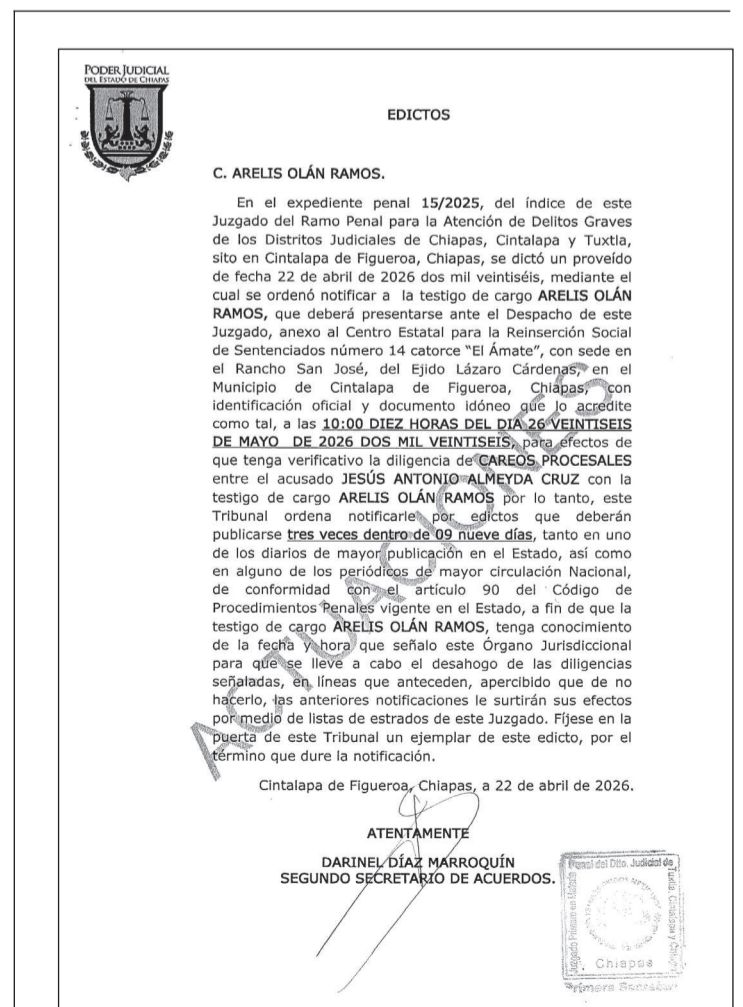 PODER JUDICIAL
DEL ESTADO DE CHIAPAS
EDICTOS
C. ARELIS OLÁN RAMOS.
En el expediente penal 15/2025, del índice de este
Juzgado del Ramo Penal para la Atención de Delitos Graves
de los Distritos Judiciales de Chiapas, Cintalapa y Tuxtla,
sito en Cintalapa de Figueroa, Chiapas, se dictó un proveído
de fecha 22 de abril de 2026 dos mil veintiséis, mediante el
cual se ordenó notificar a la testigo de cargo ARELIS OLÁN
RAMOS, que deberá presentarse ante el Despacho de este
Juzgado, anexo al Centro Estatal para la Reinserción Social
de Sentenciados número 14 catorce “El Ámate”, con sede en
el Rancho San José, del Ejido Lázaro Cárdenas, en el
Municipio de Cintalapa de Figueroa, Chiapas, con
identificación oficial y documento idóneo que lo acredite
como tal, a las 10:00 DIEZ HORAS DEL DIA 26 VEINTISEIS
DE MAYO DE 2026 DOS MIL VEINTISEIS, para efectos de
que tenga verificativo la diligencia de CAREOS PROCESALES
entre el acusado JESÚS ANTONIO ALMEYDA CRUZ con la
testigo de cargo ARELIS OLÁN RAMOS por lo tanto, este
Tribunal ordena notificarle por edictos que deberán
publicarse tres veces dentro de 09 nueve días, tanto en uno
de los diarios de mayor publicación en el Estado, así como
en alguno de los periódicos de mayor circulación Nacional,
de conformidad con el artículo 90 del Código de
Procedimientos Penales vigente en el Estado, a fin de que la
testigo de cargo ARELIS OLÁN RAMOS, tenga conocimiento
de la fecha y hora que señalo este Órgano Jurisdiccional
para que se lleve a cabo el desahogo de las diligencias
señaladas, en líneas que anteceden, apercibido que de no
hacerlo, las anteriores notificaciones le surtirán sus efectos
por medio de listas de estrados de este Juzgado. Fíjese en la
puerta de este Tribunal un ejemplar de este edicto, por el
término que dure la notificación.
ACTUACIONES
Cintalapa de Figueroa, Chiapas, a 22 de abril de 2026.
ATENTAMENTE
DARINEL DÍAZ MARROQUÍN
SEGUNDO SECRETARIO DE ACUERDOS.
Penal del Dtto. Judicial de
Tuxtla, Cintalapa y
Juzgado Primero en Materia
Chiapas
Primera